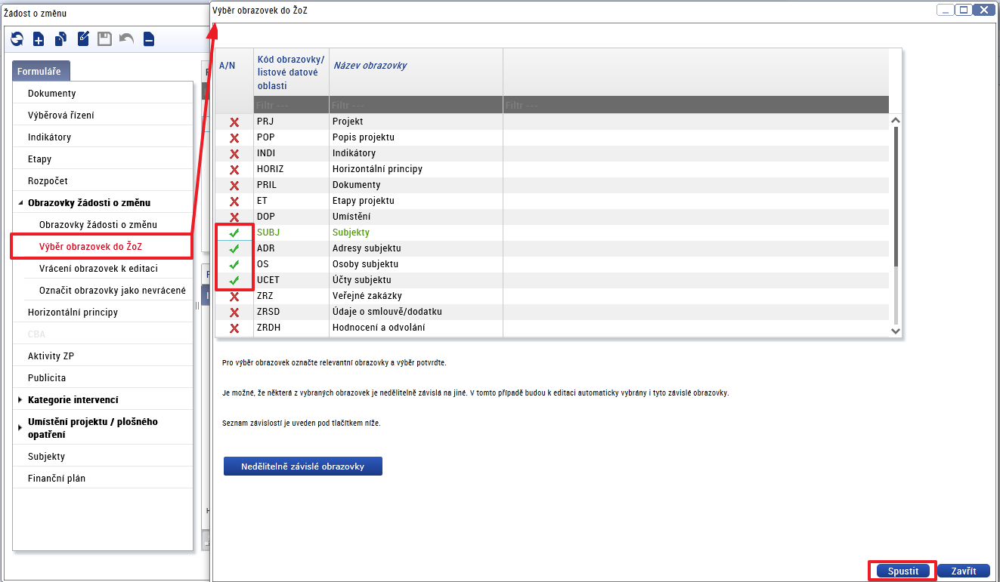 Žádost o změnu
Formuláře
Dokumenty
Výběrová řízení
Indikátory
Etapy
Rozpočet
Obrazovky žádosti o změnu
Obrazovky žádosti o změnu
Výběr obrazovek do ŽoZ
Vrácení obrazovek k editaci
Označit obrazovky jako nevrácené
Horizontální principy
CBA
Aktivity ZP
Publicita
Kategorie intervencí
Umístění projektu / plošného
opatření
Subjekty
Finanční plán
Výběr obrazovek do ŽoZ
A/N
Kód obrazovky/
listové datové
oblasti
Název obrazovky
Filtr --- Filtr --- Filtr ---
PRJ Projekt
POP Popis projektu
INDI Indikátory
HORIZ Horizontální principy
PRIL Dokumenty
ET Etapy projektu
DOP Umístění
SUBJ Subjekty
ADR Adresy subjektu
OS Osoby subjektu
UCET Účty subjektu
ZRZ Veřejné zakázky
ZRSD Údaje o smlouvě/dodatku
ZRDH Hodnocení a odvolání
Pro výběr obrazovek označte relevantní obrazovky a výběr potvrďte.
Je možné, že některá z vybraných obrazovek je nedělitelně závislá na jiné. V tomto případě budou k editaci automaticky vybrány i tyto závislé obrazovky.
Seznam závislostí je uveden pod tlačítkem níže.
Nedělitelně závislé obrazovky
Spustit
Zavřít